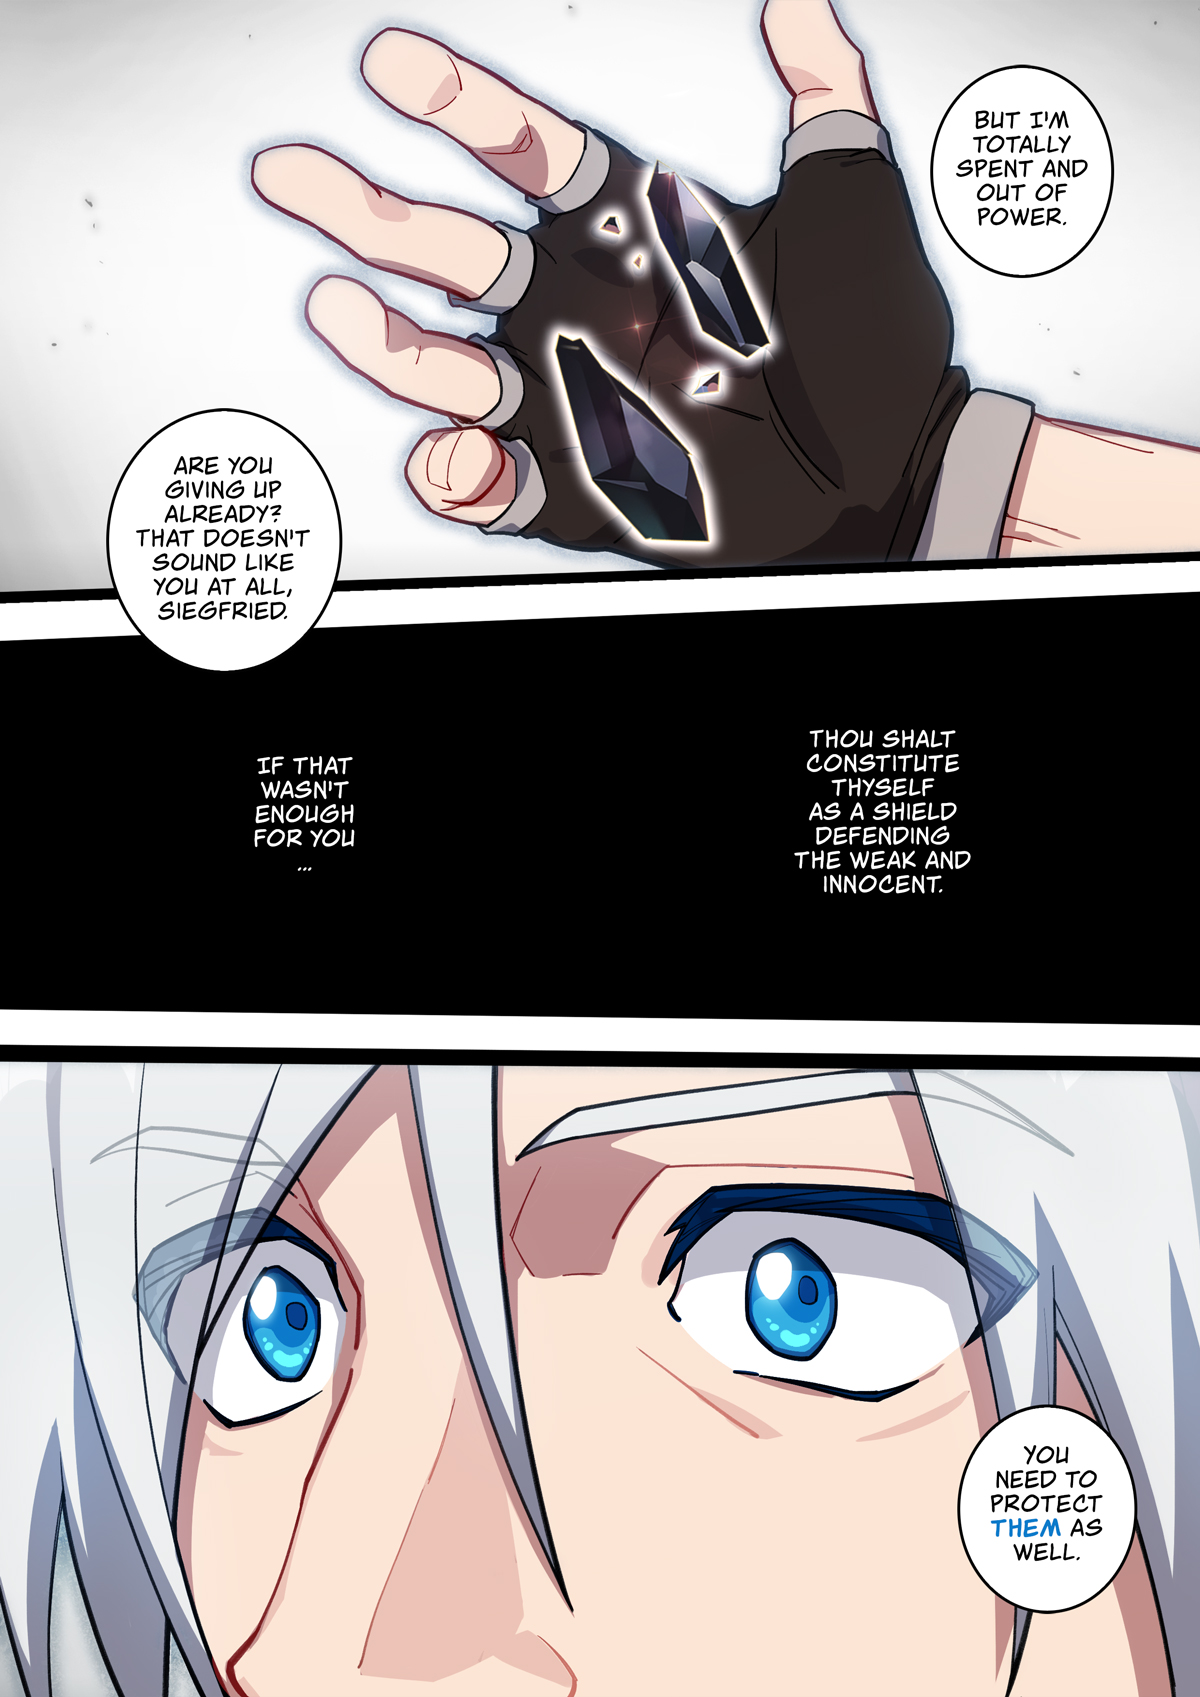 BUT I'M
TOTALLY
SPENT AND
OUT OF
POWER.
ARE YOU
GIVING UP
ALREADY?
THAT DOESN'T
SOUND LIKE
YOU AT ALL,
SIEGFRIED.
THOU SHALT
CONSTITUTE
THYSELF
AS A SHIELD
DEFENDING
THE WEAK AND
INNOCENT.
IF THAT
WASN'T
ENOUGH
FOR YOU
...
YOU
NEED TO
PROTECT
THEM AS
WELL.